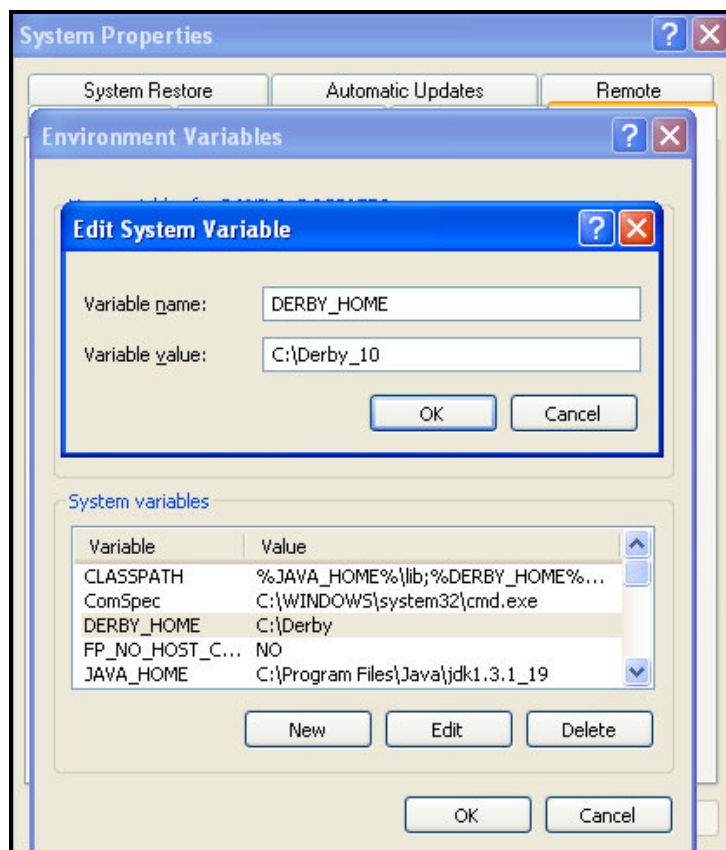 System Properties
System Restore Automatic Updates Remote
Environment Variables
Edit System Variable
Variable name: DERBY_HOME
Variable value: C:\Derby_10
OK Cancel
System variables
Variable Value
CLASSPATH %JAVA_HOME%\lib;%DERBY_HOME%...
ComSpec C:\WINDOWS\system32\cmd.exe
DERBY_HOME C:\Derby
FP_NO_HOST_C... NO
JAVA_HOME C:\Program Files\Java\jdk1.3.1_19
New Edit Delete
OK Cancel